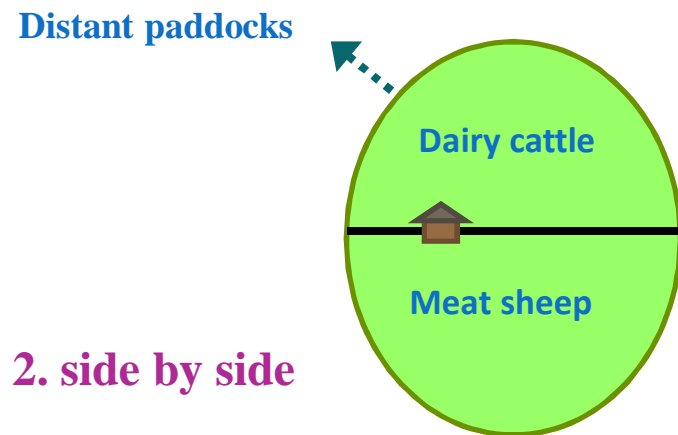 Distant paddocks
Dairy cattle
Meat sheep
2. side by side